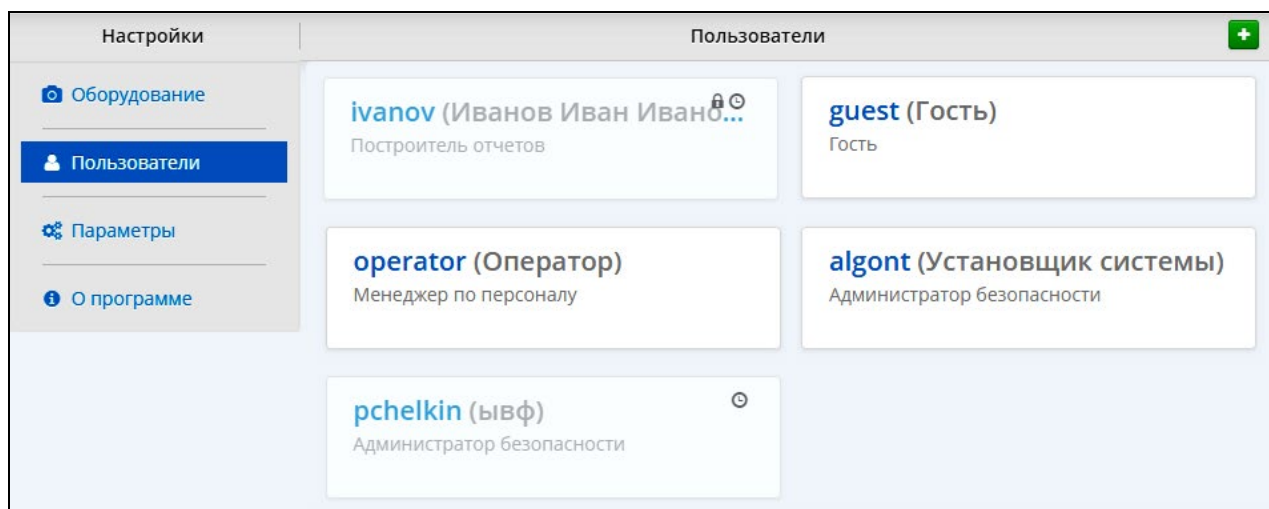 Настройки
Пользователи
Оборудование
Пользователи
Параметры
О программе
ivanov (Иванов Иван Ивано...
Построитель отчетов
guest (Гость)
Гость
operator (Оператор)
Менеджер по персоналу
algont (Установщик системы)
Администратор безопасности
pchelkin (ывф)
Администратор безопасности